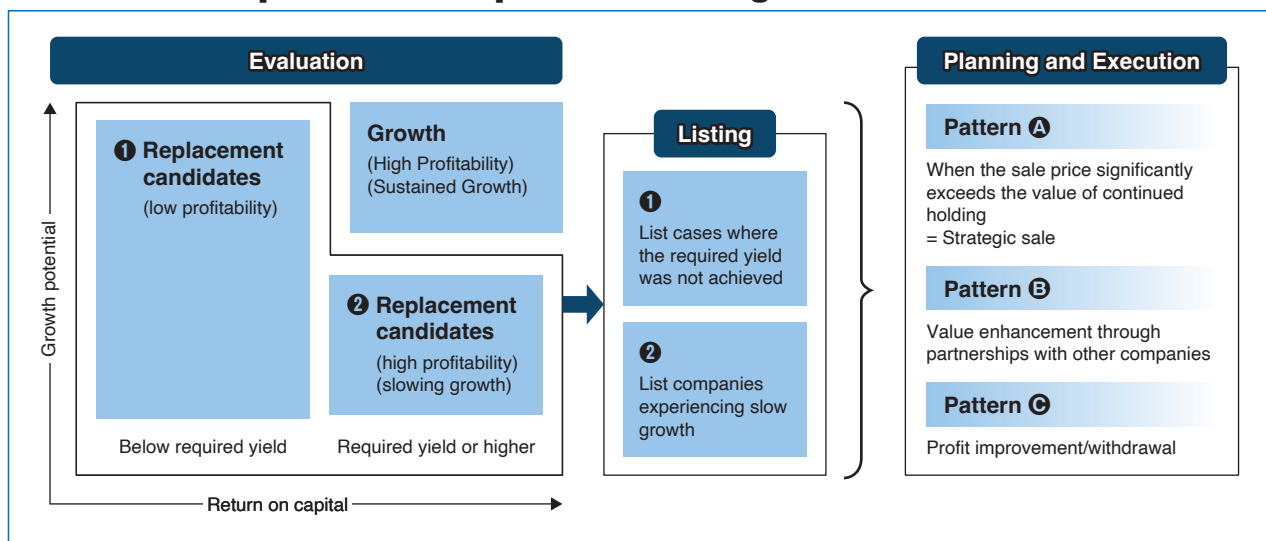 Evaluation
Growth potential
❶ Replacement
candidates
(low profitability)
Growth
(High Profitability)
(Sustained Growth)
❷ Replacement
candidates
(high profitability)
(slowing growth)
Below required yield
Required yield or higher
Return on capital
Listing
❶
List cases where
the required yield
was not achieved
❷
List companies
experiencing slow
growth
Planning and Execution
Pattern Ⓐ
When the sale price significantly
exceeds the value of continued
holding
= Strategic sale
Pattern Ⓑ
Value enhancement through
partnerships with other companies
Pattern Ⓒ
Profit improvement/withdrawal